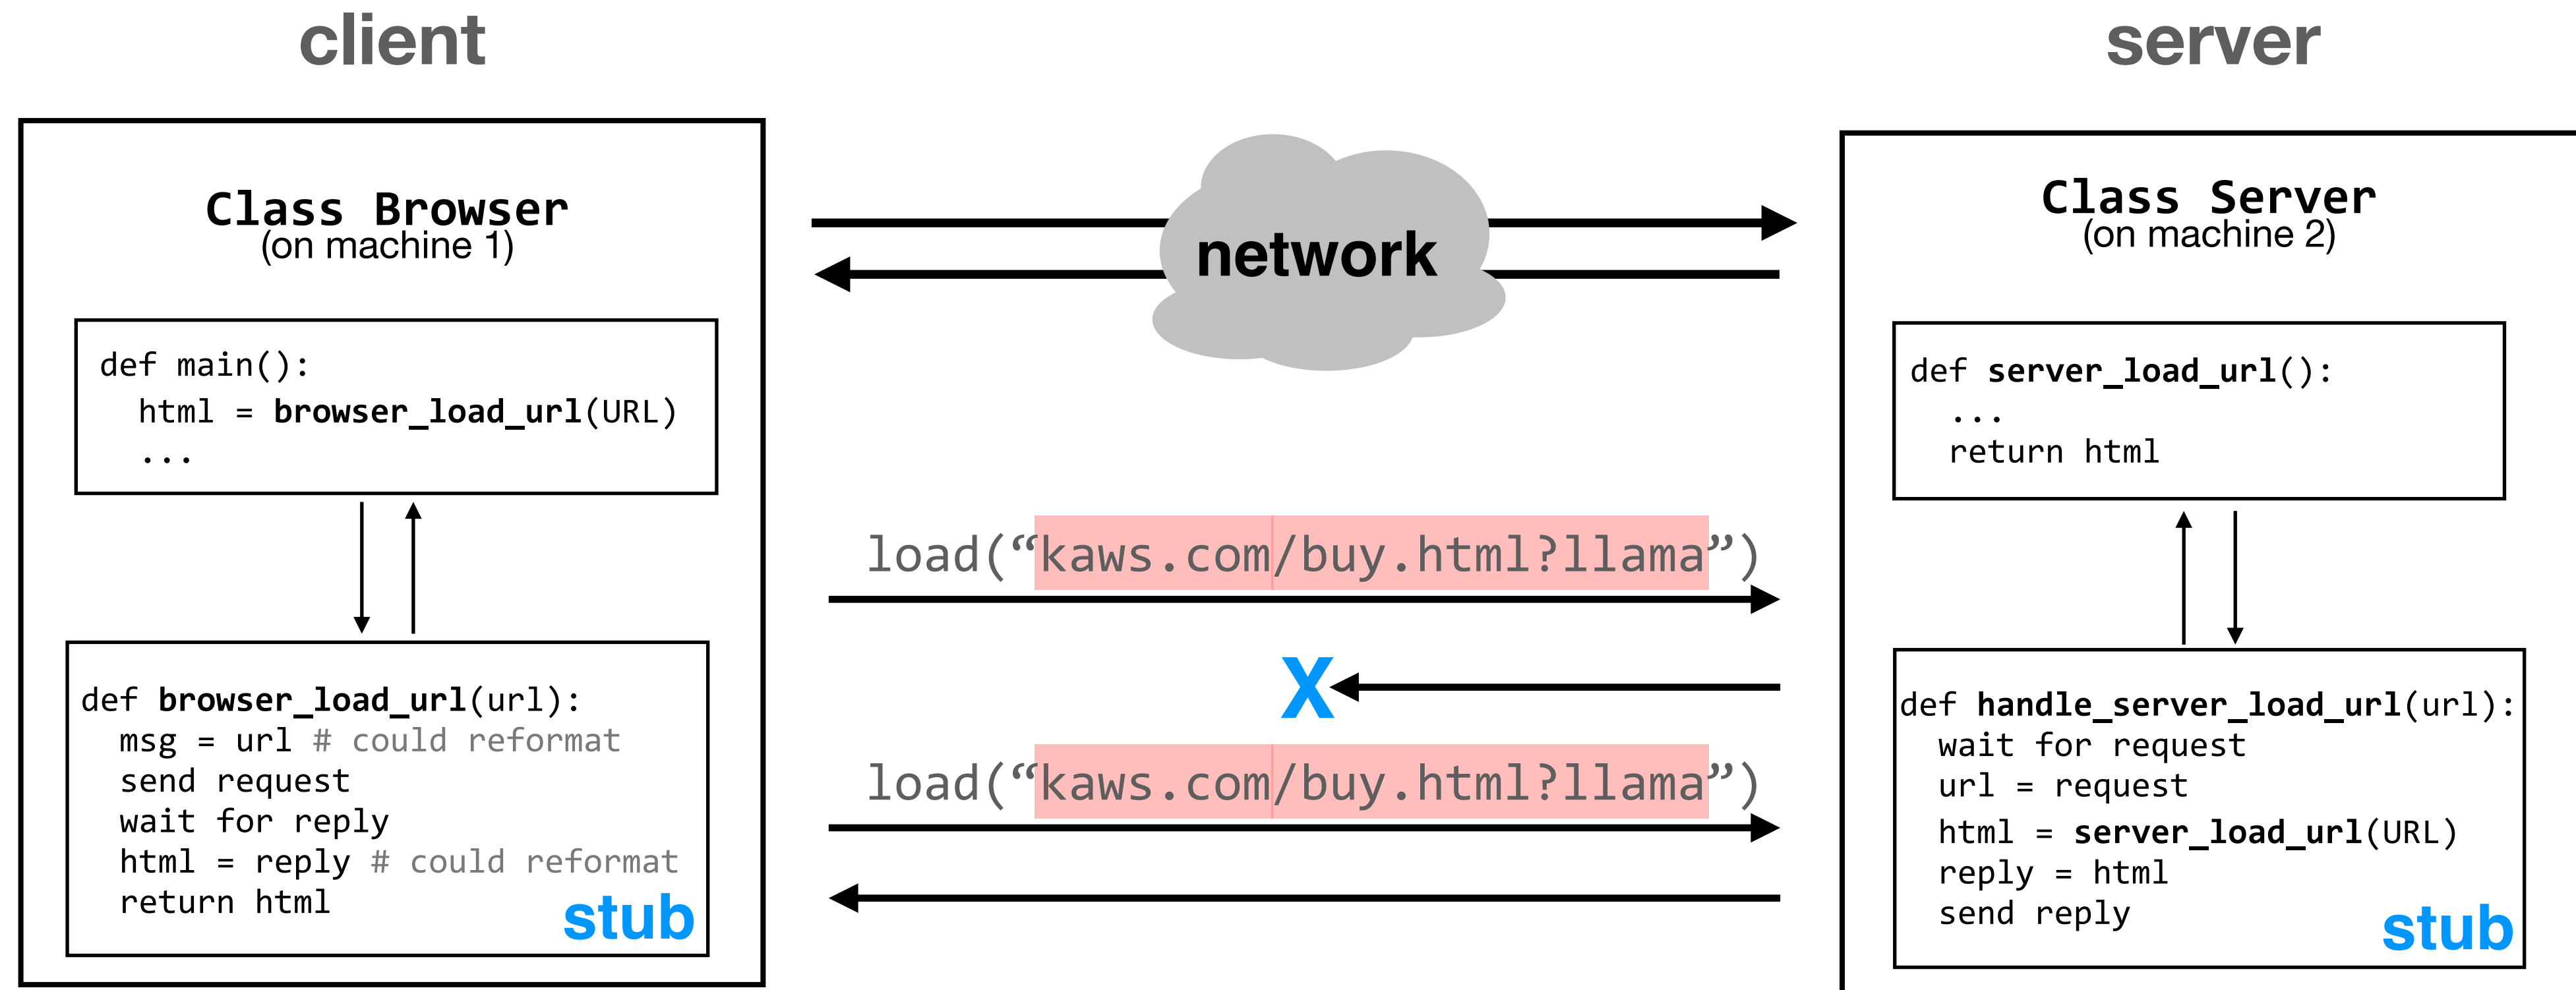 client
server
Class Browser
(on machine 1)
def main():
  html = browser_load_url(URL)
  ...
def browser_load_url(url):
  msg = url # could reformat
  send request
  wait for reply
  html = reply # could reformat
  return html
stub
network
load(“kaws.com/buy.html?llama”)
X
load(“kaws.com/buy.html?llama”)
Class Server
(on machine 2)
def server_load_url():
  ...
  return html
def handle_server_load_url(url):
  wait for request
  url = request
  html = server_load_url(URL)
  reply = html
  send reply
stub